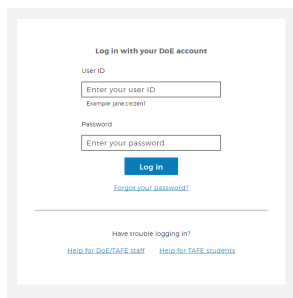 Log in with your DoE account
User ID
Enter your user ID
Example: jane.citizen1
Password
Enter your password
Log in
Forgot your password?
Have trouble logging in?
Help for DoE/TAFE staff Help for TAFE students